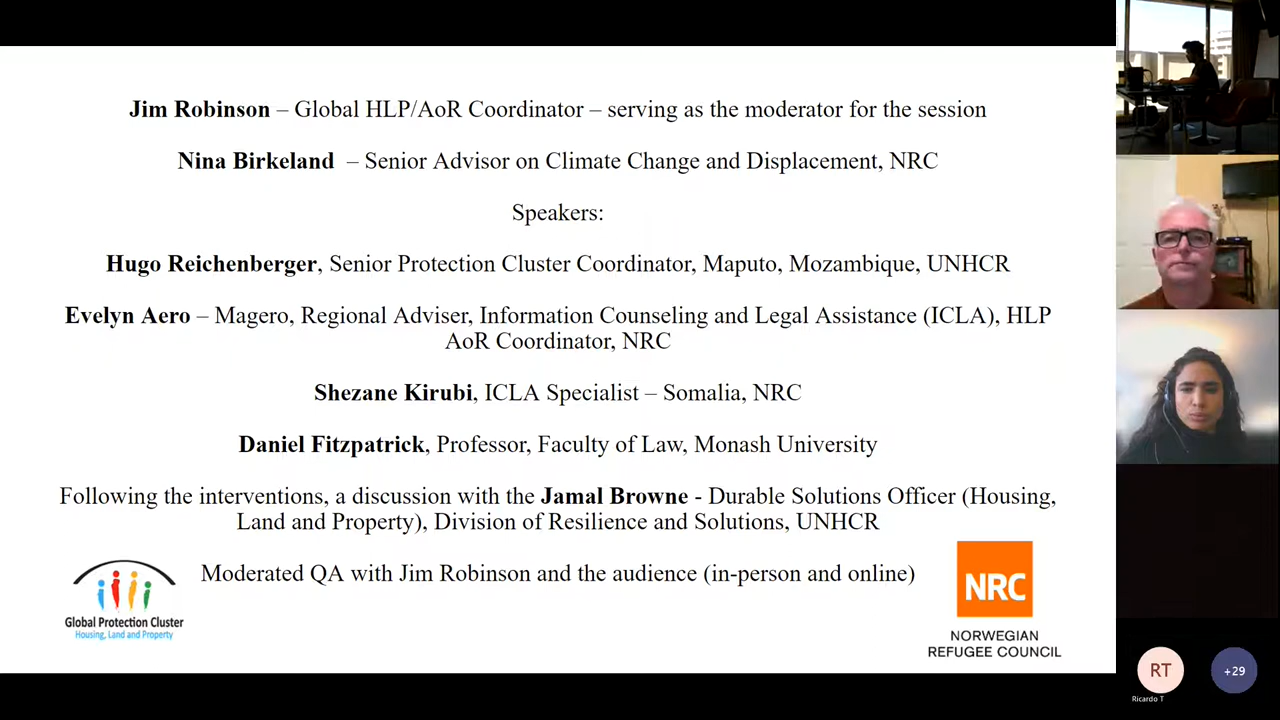 Jim Robinson – Global HLP/AoR Coordinator – serving as the moderator for the session
Nina Birkeland – Senior Advisor on Climate Change and Displacement, NRC
Speakers:
Hugo Reichenberger, Senior Protection Cluster Coordinator, Maputo, Mozambique, UNHCR
Evelyn Aero – Magero, Regional Adviser, Information Counseling and Legal Assistance (ICLA), HLP
AoR Coordinator, NRC
Shezane Kirubi, ICLA Specialist – Somalia, NRC
Daniel Fitzpatrick, Professor, Faculty of Law, Monash University
Following the interventions, a discussion with the Jamal Browne - Durable Solutions Officer (Housing,
Land and Property), Division of Resilience and Solutions, UNHCR
Moderated QA with Jim Robinson and the audience (in-person and online)
Global Protection Cluster
Housing, Land and Property
NRC
NORWEGIAN
REFUGEE COUNCIL
RT
Ricardo T
+29